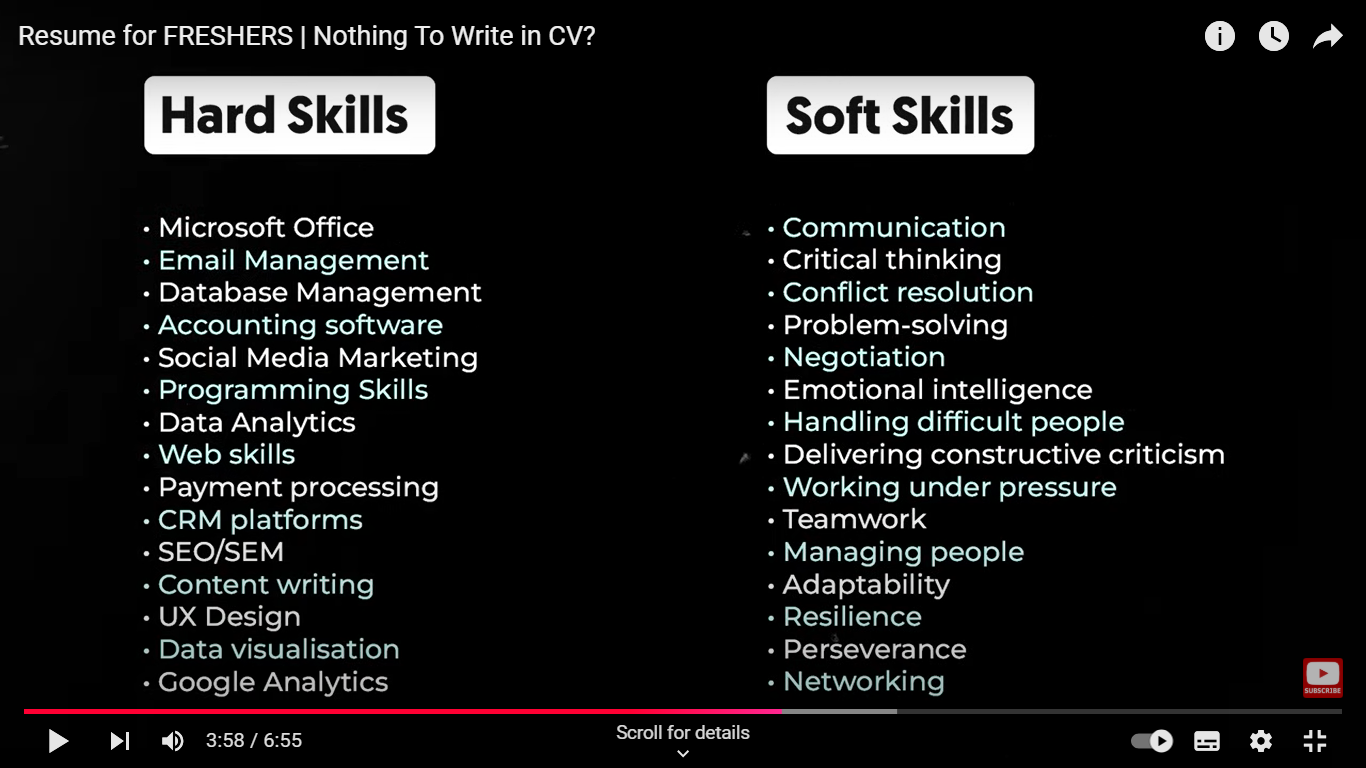 Resume for FRESHERS | Nothing To Write in CV?
Hard Skills
• Microsoft Office
• Email Management
• Database Management
• Accounting software
• Social Media Marketing
• Programming Skills
• Data Analytics
• Web skills
• Payment processing
• CRM platforms
• SEO/SEM
• Content writing
• UX Design
• Data visualisation
• Google Analytics
Soft Skills
• Communication
• Critical thinking
• Conflict resolution
• Problem-solving
• Negotiation
• Emotional intelligence
• Handling difficult people
• Delivering constructive criticism
• Working under pressure
• Teamwork
• Managing people
• Adaptability
• Resilience
• Perseverance
• Networking
SUBSCRIBE
3:58 / 6:55
Scroll for details